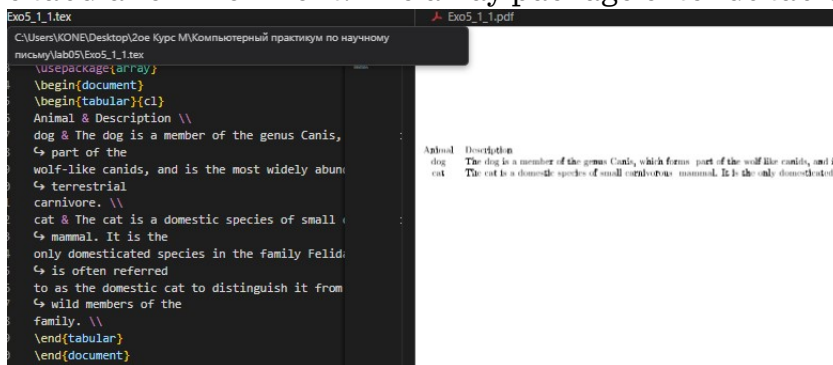 Exo5_1_1.tex
Exo5_1_1.pdf
C:\Users\KONE\Desktop\2ое Курс М\Компьютерный практикум по научному
письму\lab05\Exo5_1_1.tex
\usepackage{array}
\begin{document}
\begin{tabular}{cl}
Animal & Description \\
dog & The dog is a member of the genus Canis,
↪ part of the
wolf-like canids, and is the most widely abun
↪ terrestrial
carnivore. \\
cat & The cat is a domestic species of small
↪ mammal. It is the
only domesticated species in the family Felid
↪ is often referred
to as the domestic cat to distinguish it from
↪ wild members of the
family. \\
\end{tabular}
\end{document}
Animal Description
dog The dog is a member of the genus Canis, which forms part of the wolf like canids, and i
cat The cat is a domestic species of small carnivorous mammal. It is the only domesticated